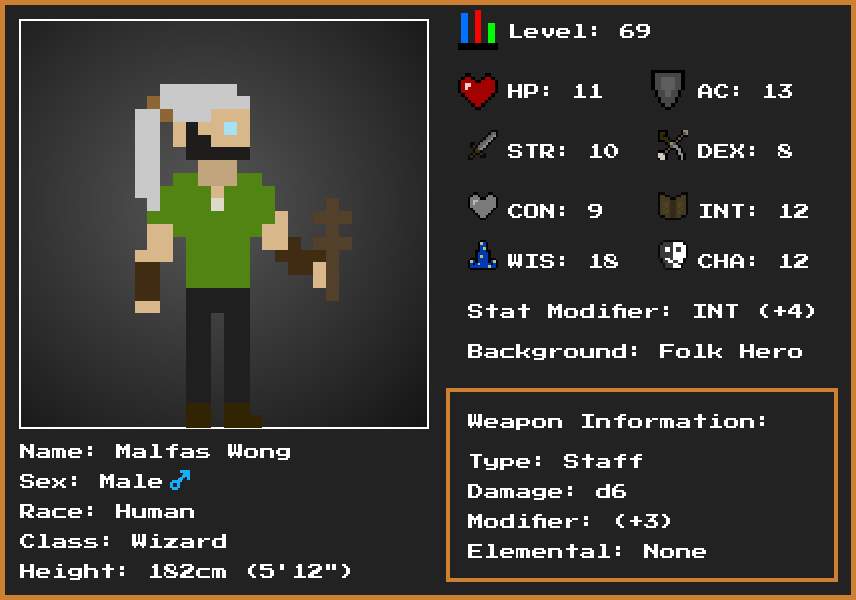 Level: 69
HP: 11
AC: 13
STR: 10
DEX: 8
CON: 9
INT: 12
WIS: 18
CHA: 12
Stat Modifier: INT (+4)
Background: Folk Hero
Weapon Information:
Type: Staff
Damage: d6
Modifier: (+3)
Elemental: None
Name: Malfas Wong
Sex: Male ♂
Race: Human
Class: Wizard
Height: 182cm (5'12")